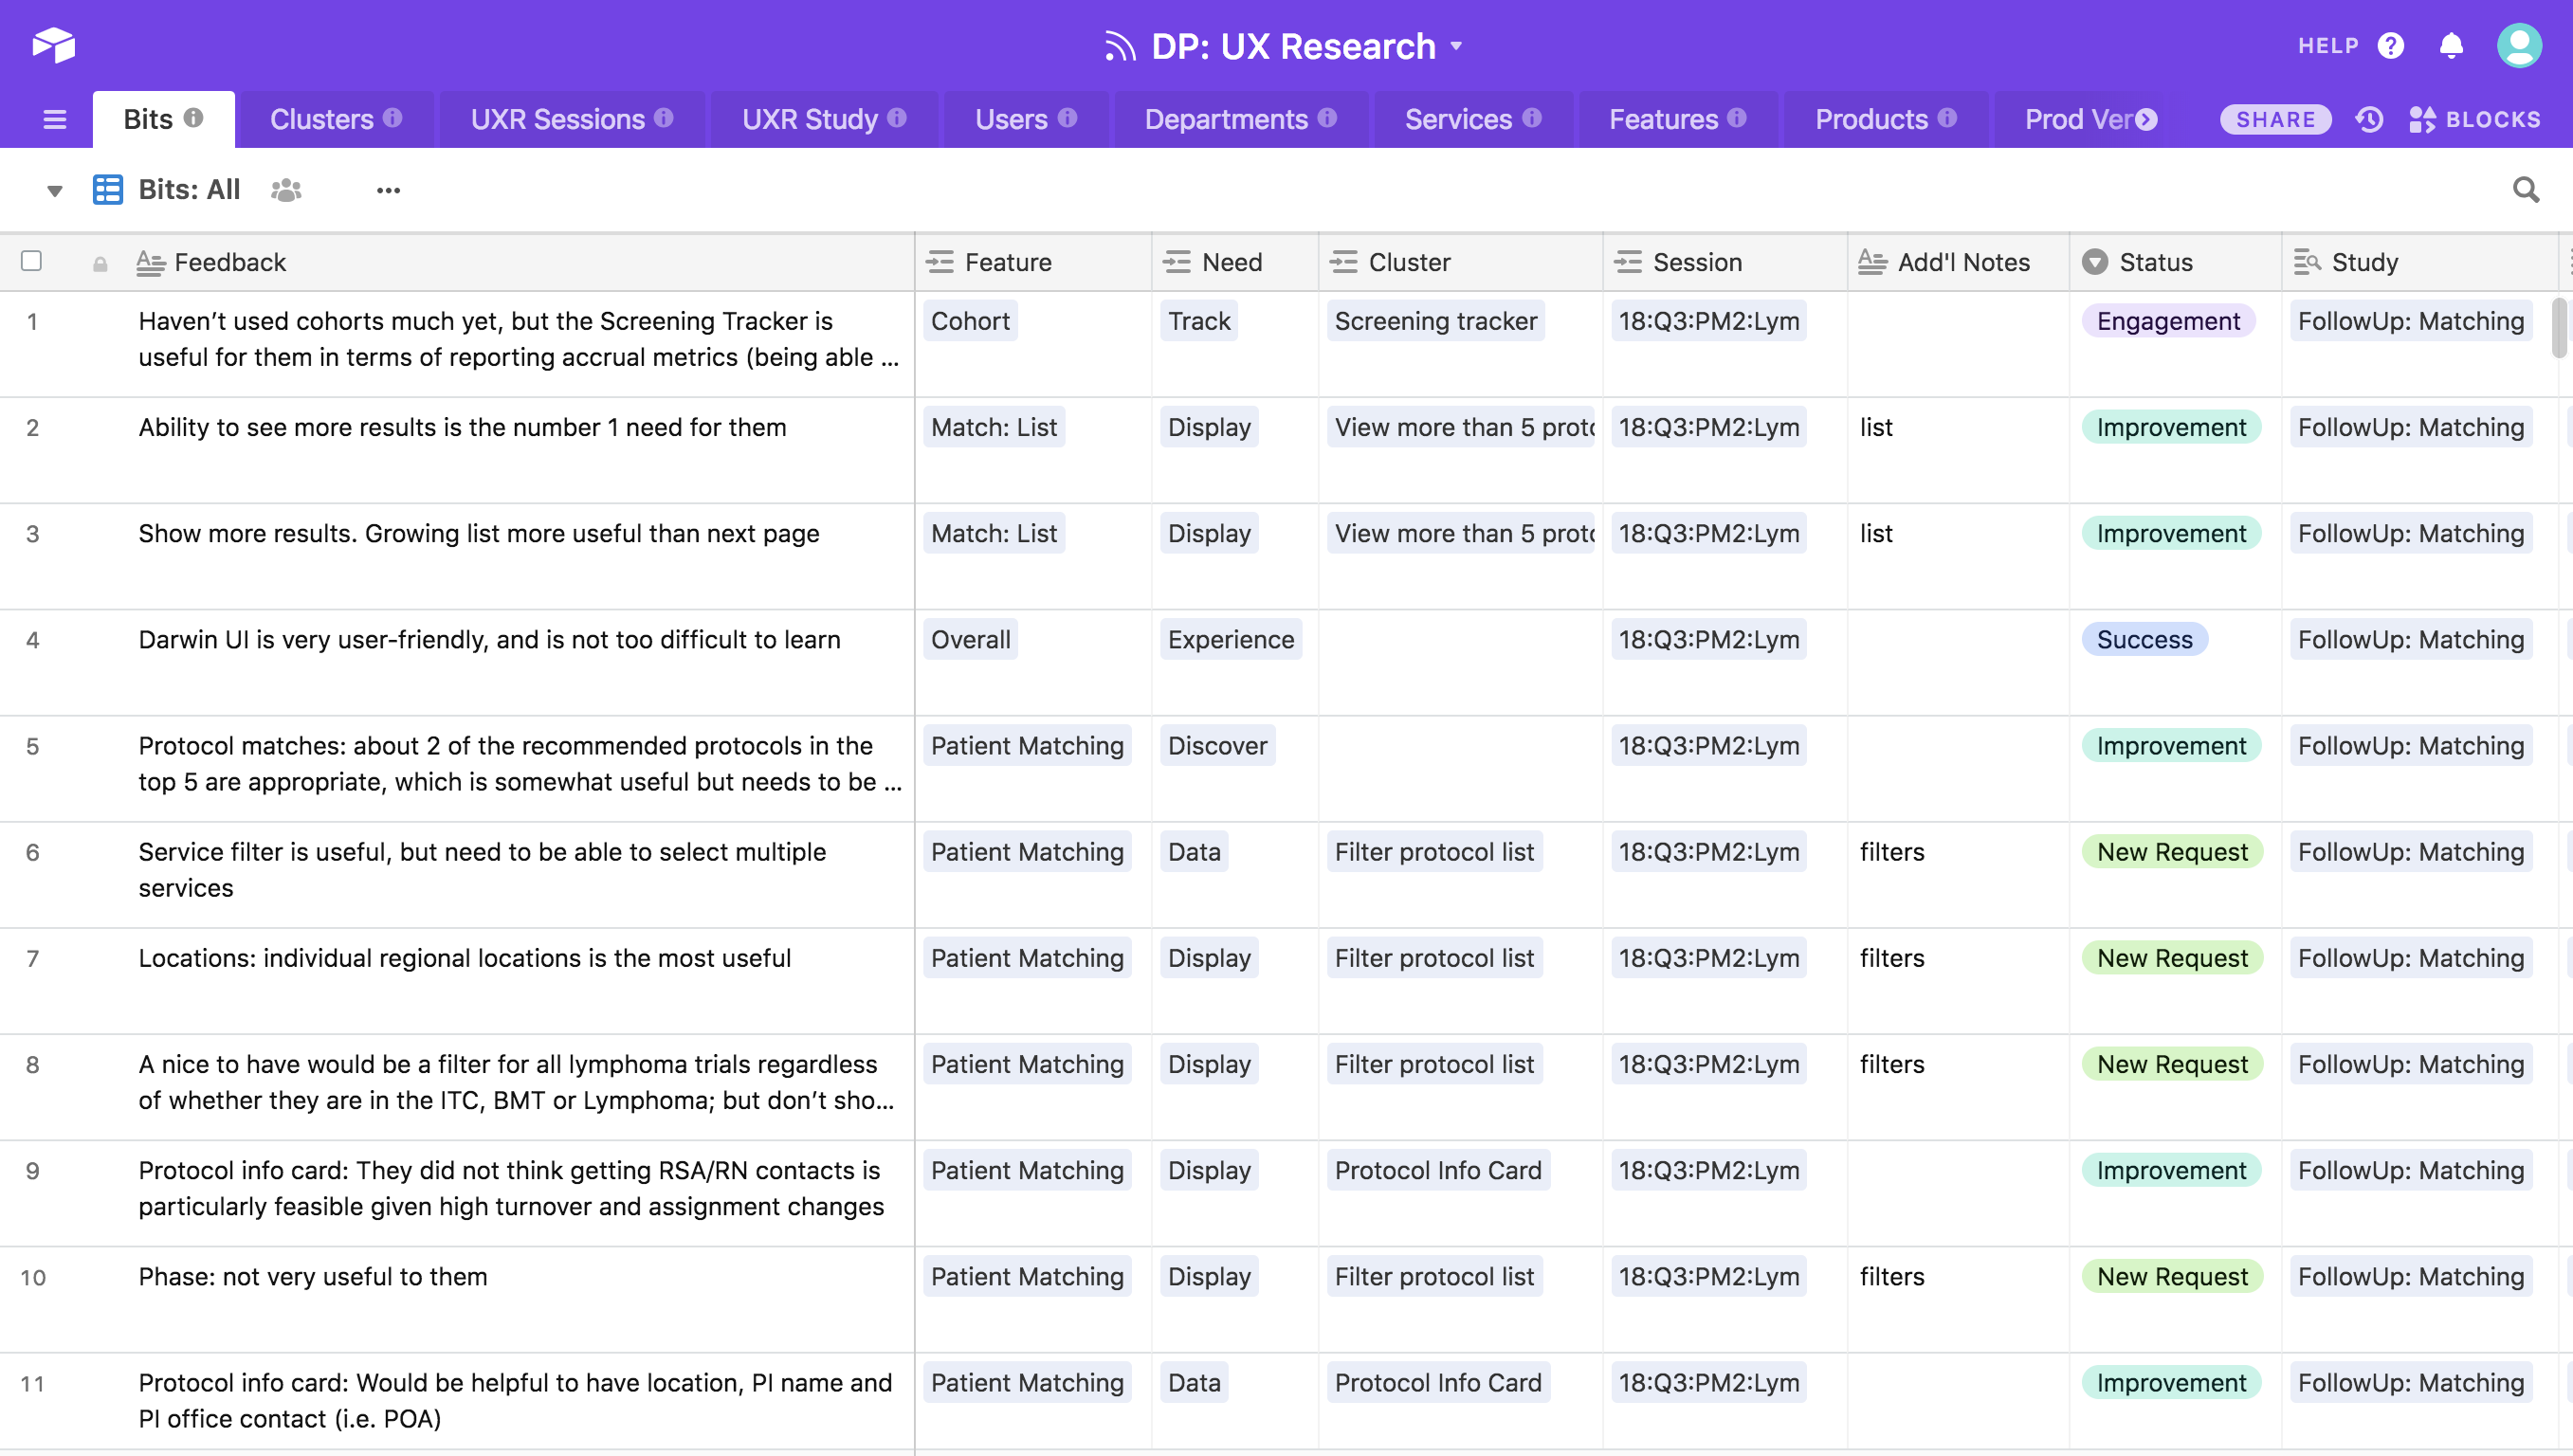 DP: UX Research
HELP
Bits
Clusters
UXR Sessions
UXR Study
Users
Departments
Services
Features
Products
Prod Ver
SHARE
BLOCKS
Bits: All
Feedback Feature Need Cluster Session Add'l Notes Status Study
1 Haven’t used cohorts much yet, but the Screening Tracker is Cohort Track Screening tracker 18:Q3:PM2:Lym Engagement FollowUp: Matching
useful for them in terms of reporting accrual metrics (being able ...
2 Ability to see more results is the number 1 need for them Match: List Display View more than 5 proto 18:Q3:PM2:Lym list Improvement FollowUp: Matching
3 Show more results. Growing list more useful than next page Match: List Display View more than 5 proto 18:Q3:PM2:Lym list Improvement FollowUp: Matching
4 Darwin UI is very user-friendly, and is not too difficult to learn Overall Experience 18:Q3:PM2:Lym Success FollowUp: Matching
5 Protocol matches: about 2 of the recommended protocols in the Patient Matching Discover 18:Q3:PM2:Lym Improvement FollowUp: Matching
top 5 are appropriate, which is somewhat useful but needs to be ...
6 Service filter is useful, but need to be able to select multiple Patient Matching Data Filter protocol list 18:Q3:PM2:Lym filters New Request FollowUp: Matching
services
7 Locations: individual regional locations is the most useful Patient Matching Display Filter protocol list 18:Q3:PM2:Lym filters New Request FollowUp: Matching
8 A nice to have would be a filter for all lymphoma trials regardless Patient Matching Display Filter protocol list 18:Q3:PM2:Lym filters New Request FollowUp: Matching
of whether they are in the ITC, BMT or Lymphoma; but don’t sho...
9 Protocol info card: They did not think getting RSA/RN contacts is Patient Matching Display Protocol Info Card 18:Q3:PM2:Lym Improvement FollowUp: Matching
particularly feasible given high turnover and assignment changes
10 Phase: not very useful to them Patient Matching Display Filter protocol list 18:Q3:PM2:Lym filters New Request FollowUp: Matching
11 Protocol info card: Would be helpful to have location, PI name and Patient Matching Data Protocol Info Card 18:Q3:PM2:Lym Improvement FollowUp: Matching
PI office contact (i.e. POA)